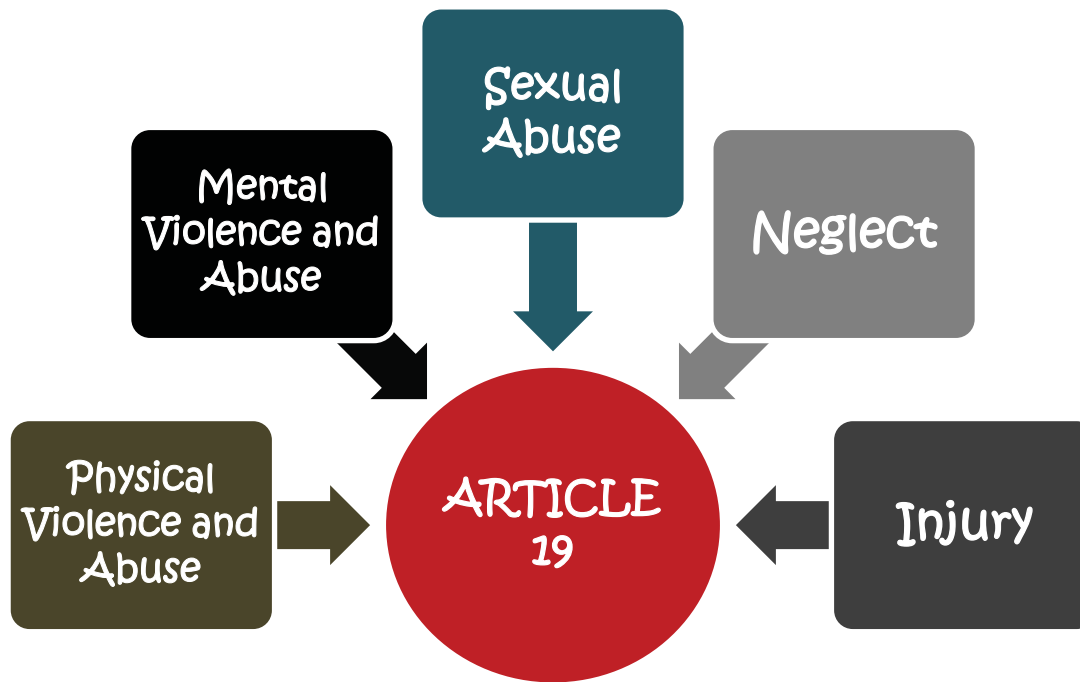 Sexual
Abuse
Mental
Violence and
Abuse
Neglect
Physical
Violence and
Abuse
ARTICLE
19
Injury